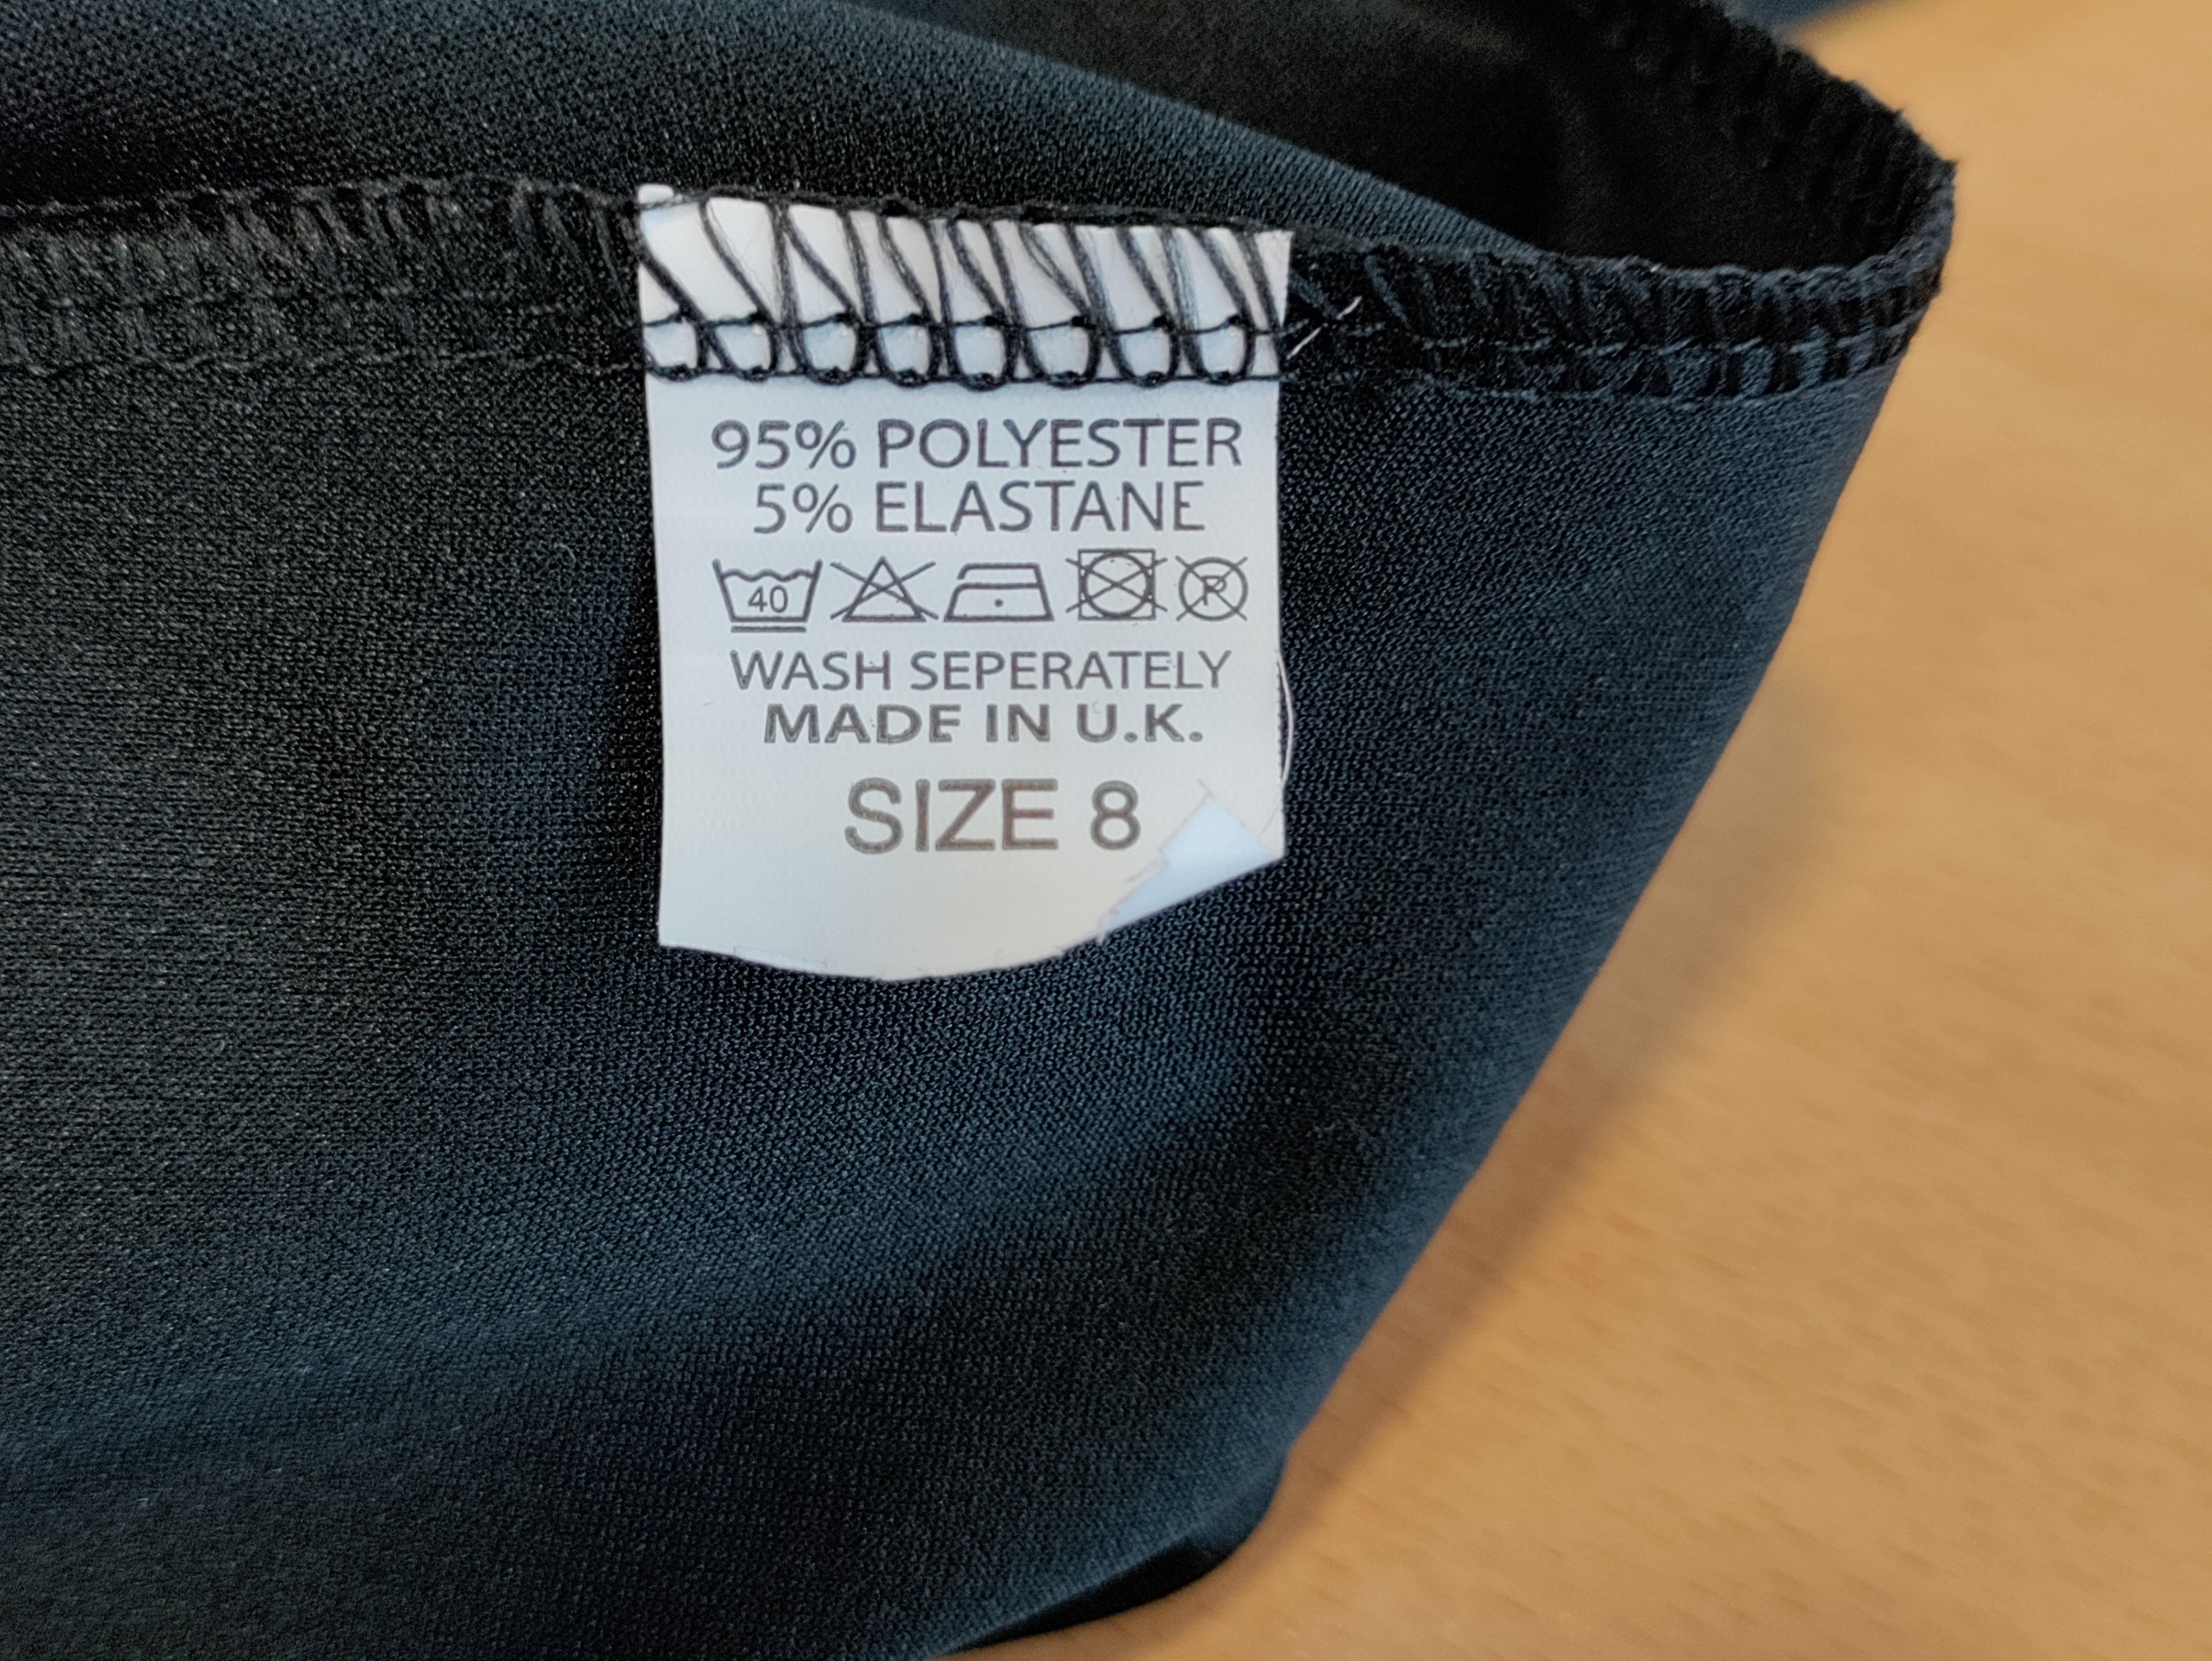 95% POLYESTER
5% ELASTANE
40 P
WASH SEPERATELY
MADE IN U.K.
SIZE 8